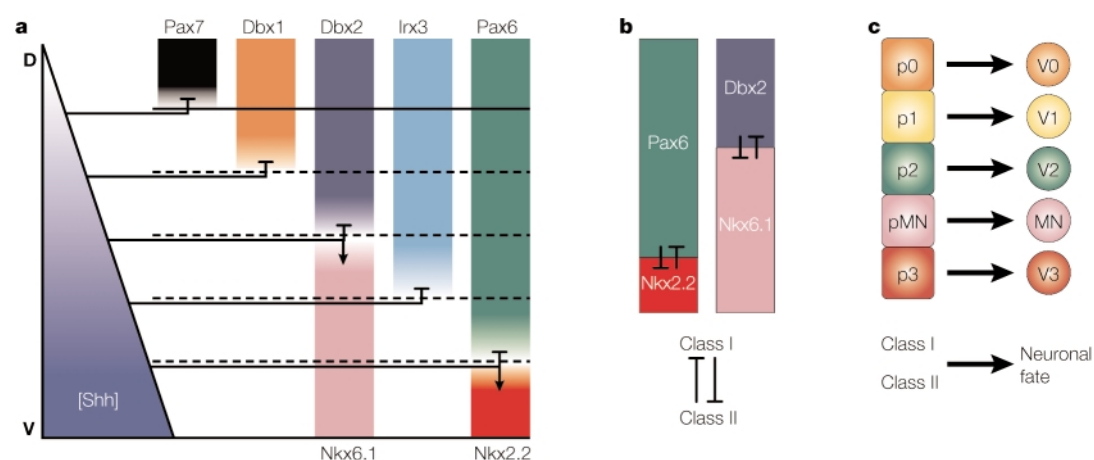 a
Pax7 Dbx1 Dbx2 Irx3 Pax6
D
[Shh]
V
Nkx6.1 Nkx2.2
b
Pax6
Dbx2
Nkx6.1
Nkx2.2
Class I
Class II
c
p0 V0
p1 V1
p2 V2
pMN MN
p3 V3
Class I
Class II
Neuronal
fate